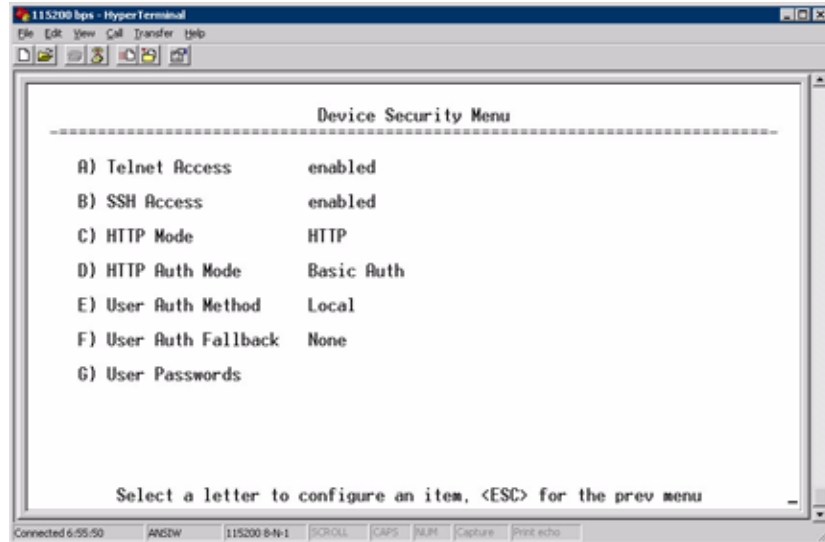 115200 bps - HyperTerminal
File Edit View Call Transfer Help
Device Security Menu
A) Telnet Access enabled
B) SSH Access enabled
C) HTTP Mode HTTP
D) HTTP Auth Mode Basic Auth
E) User Auth Method Local
F) User Auth Fallback None
G) User Passwords
Select a letter to configure an item, <ESC> for the prev menu
Connected 6:55:50 ANSIW 115200 8-N-1 SCROLL CAPS NUM Capture Print echo